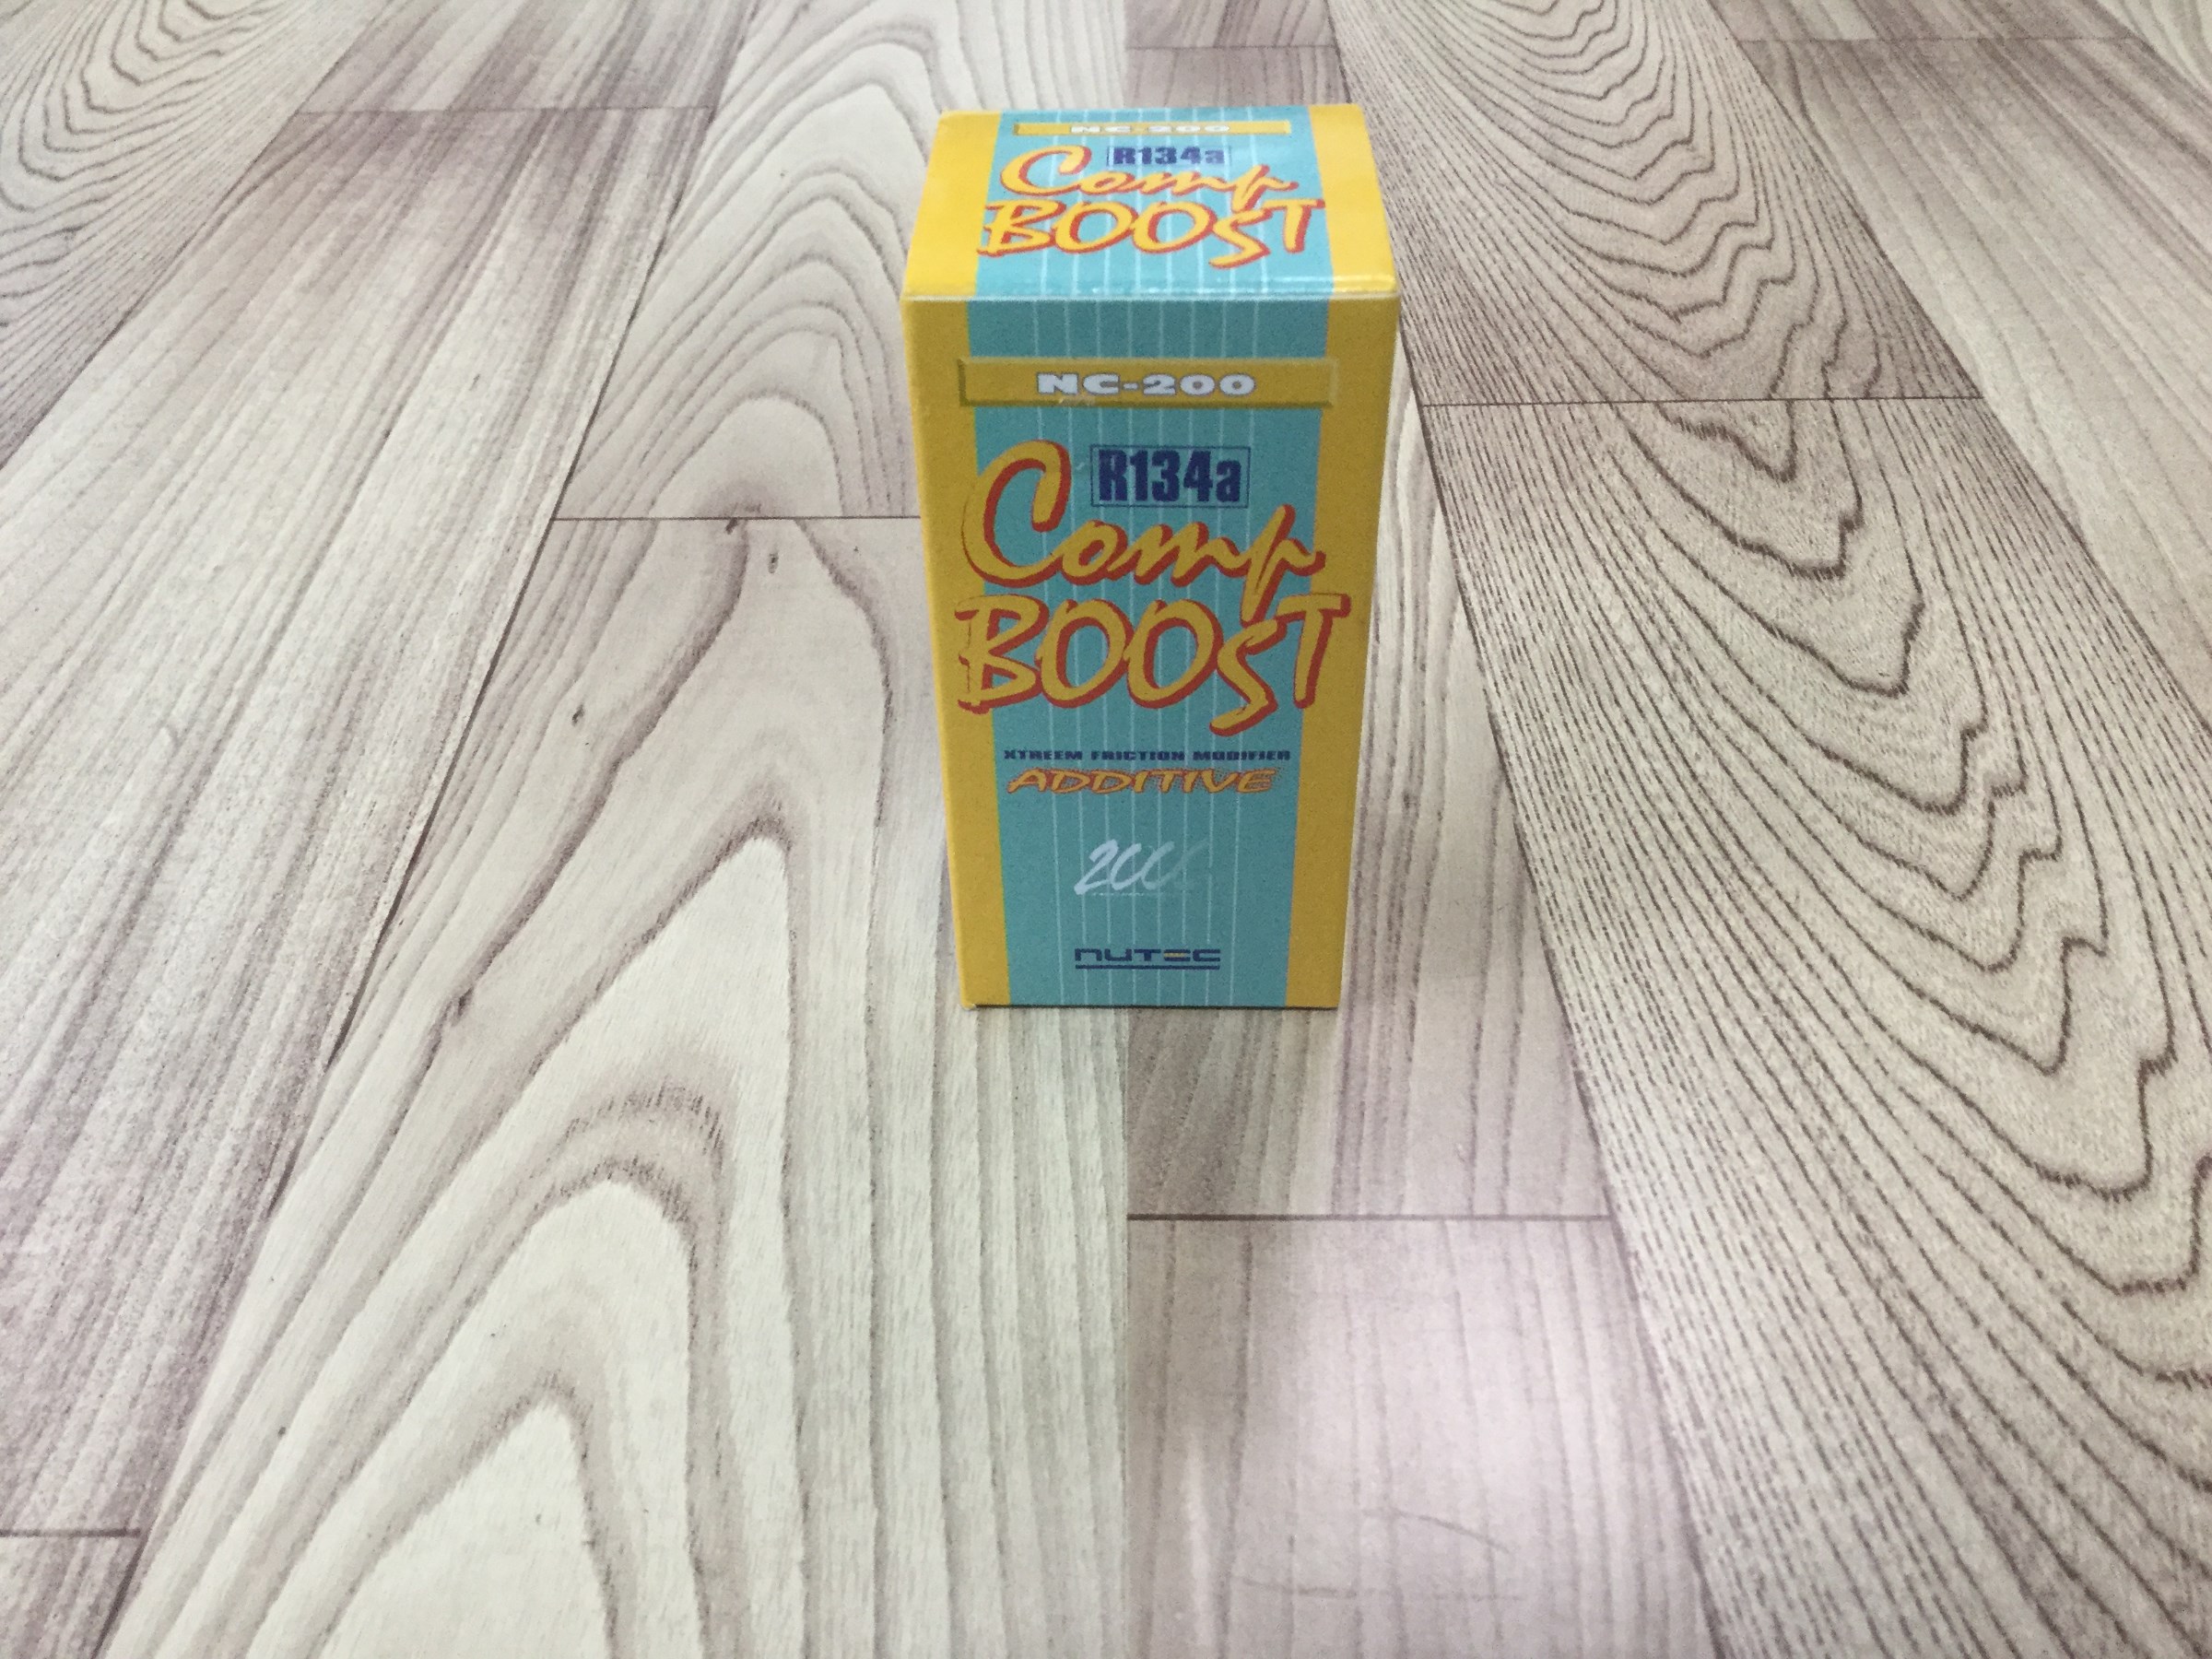 NC-200
R134a
Comp
BOOST
NC-200
R134a
Comp
BOOST
XTREEM FRICTION MODIFIER
ADDITIVE
NUTEC